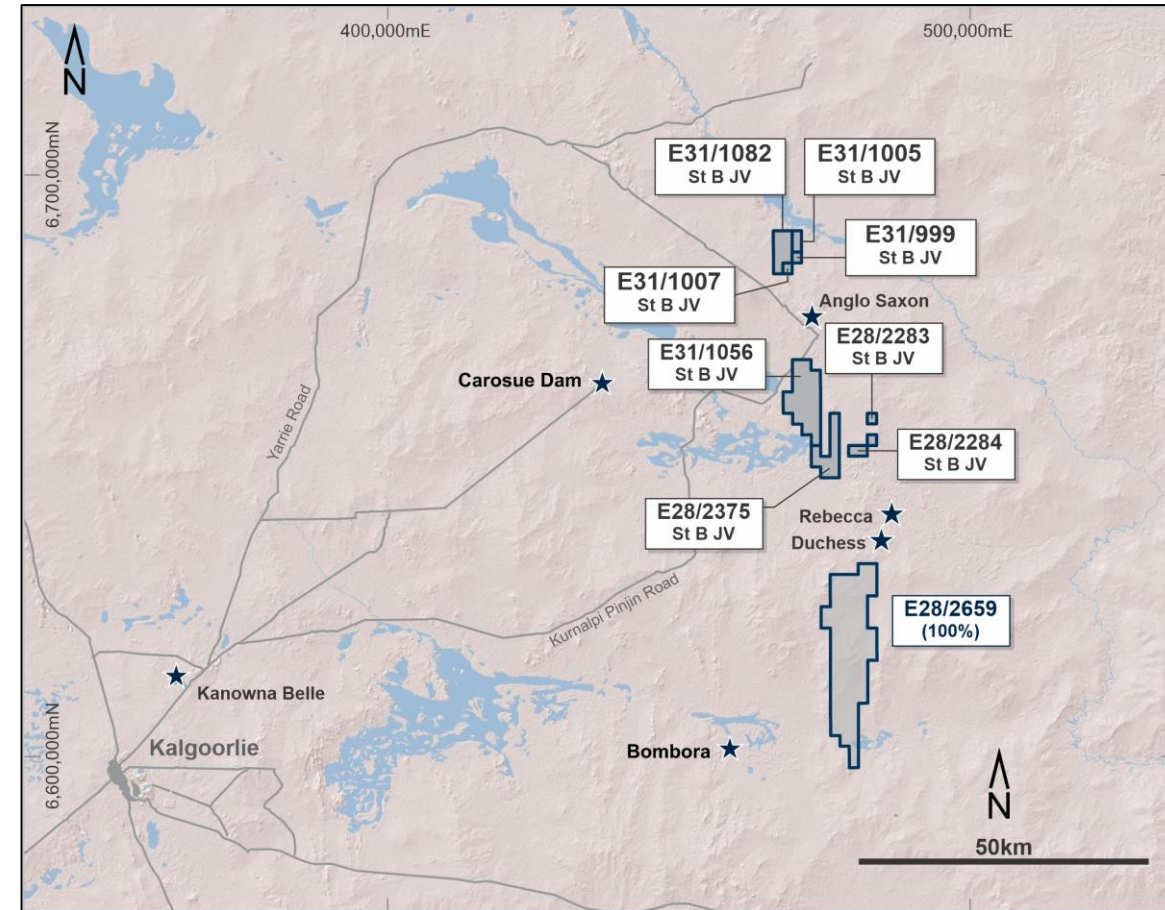 400,000mE
500,000mE
N
6,700,000mN
E31/1082
St B JV
E31/1005
St B JV
E31/999
St B JV
E31/1007
St B JV
Anglo Saxon
E28/2283
St B JV
E31/1056
St B JV
Carosue Dam
Yarrie Road
E28/2284
St B JV
E28/2375
St B JV
Rebecca
Duchess
Kurnalpi Pinjin Road
E28/2659
(100%)
Kanowna Belle
Kalgoorlie
Bombora
6,600,000mN
N
50km